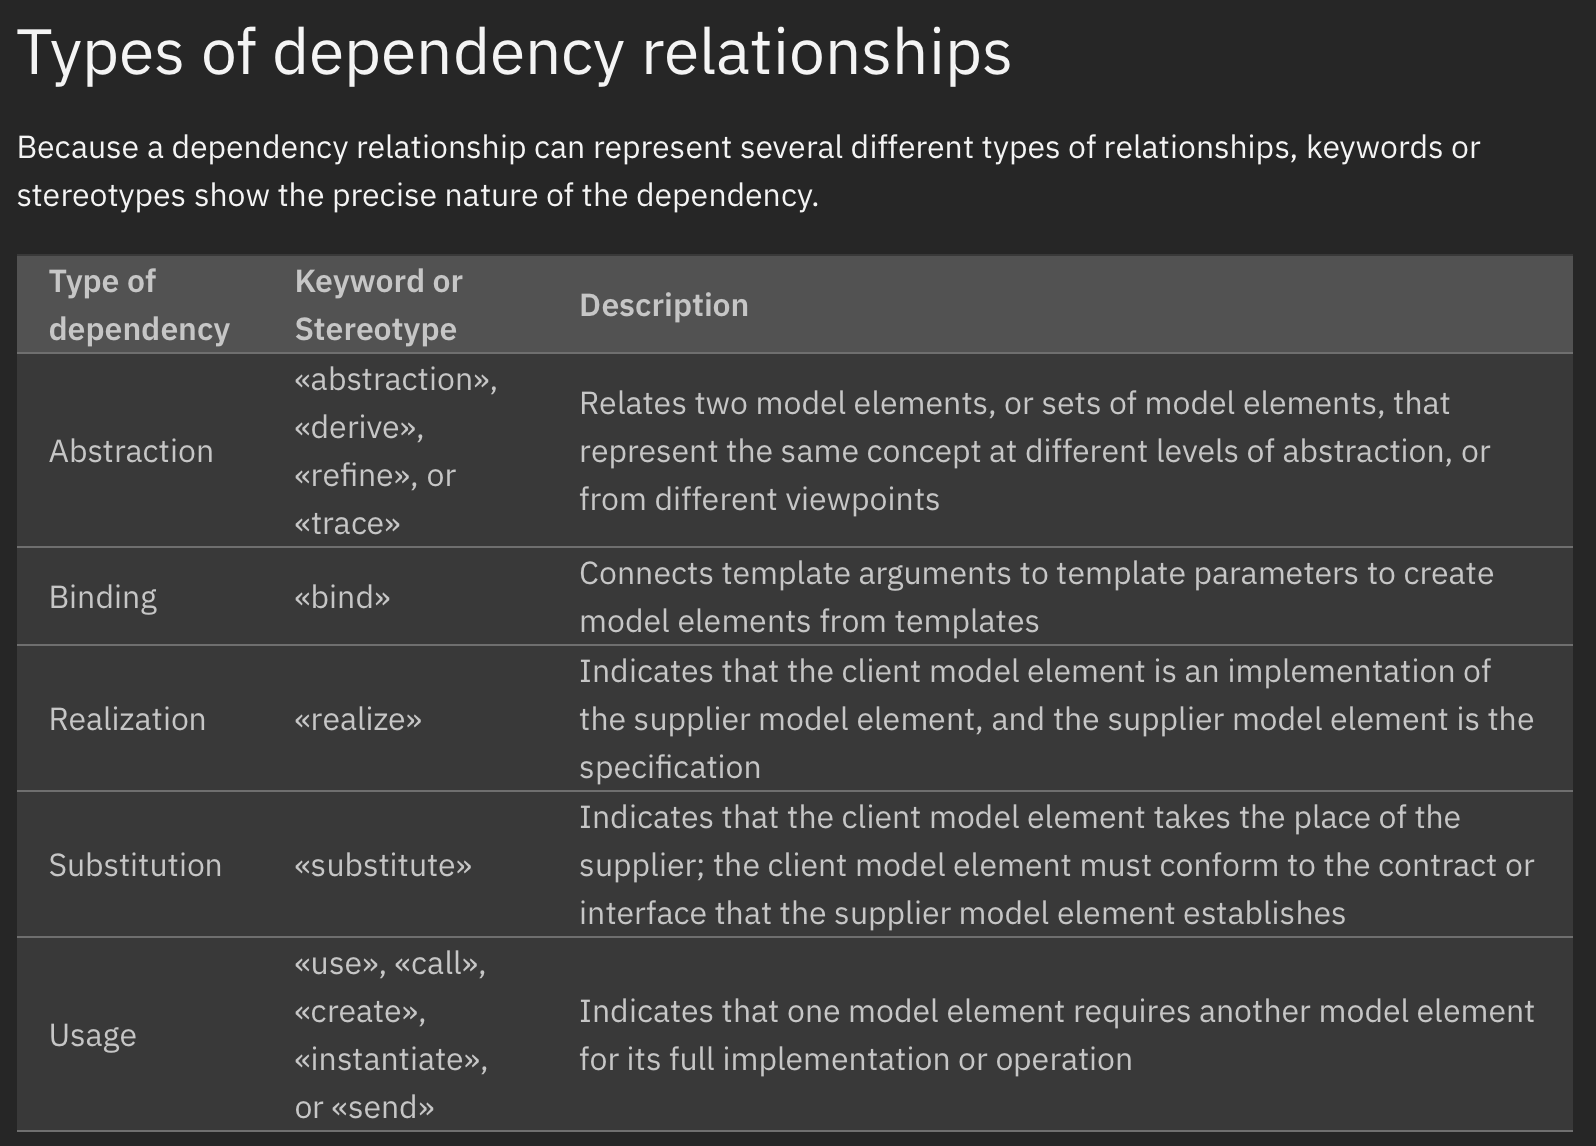 Types of dependency relationships
Because a dependency relationship can represent several different types of relationships, keywords or
stereotypes show the precise nature of the dependency.
Type of
dependency
Keyword or
Stereotype
Description
Abstraction
«abstraction»,
«derive»,
«refine», or
«trace»
Relates two model elements, or sets of model elements, that
represent the same concept at different levels of abstraction, or
from different viewpoints
Binding
«bind»
Connects template arguments to template parameters to create
model elements from templates
Realization
«realize»
Indicates that the client model element is an implementation of
the supplier model element, and the supplier model element is the
specification
Substitution
«substitute»
Indicates that the client model element takes the place of the
supplier; the client model element must conform to the contract or
interface that the supplier model element establishes
Usage
«use», «call»,
«create»,
«instantiate»,
or «send»
Indicates that one model element requires another model element
for its full implementation or operation